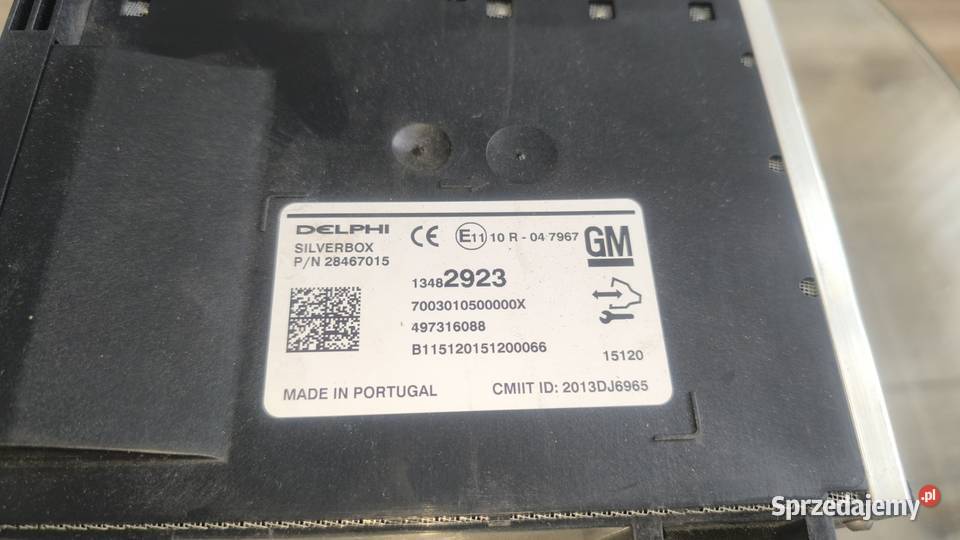 DELPHI
SILVERBOX
P/N 28467015
CE E11 10 R - 04 7967
GM
13482923
7003010500000X
497316088
B115120151200066
15120
MADE IN PORTUGAL
CMIIT ID: 2013DJ6965
Sprzedajemy.pl